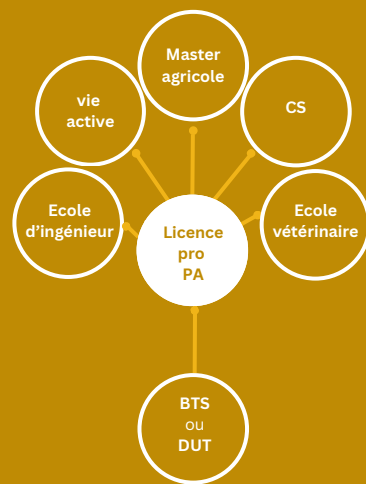 Master
agricole
vie
active
CS
Ecole
d'ingénieur
Licence
pro
PA
Ecole
vétérinaire
BTS
ou
DUT